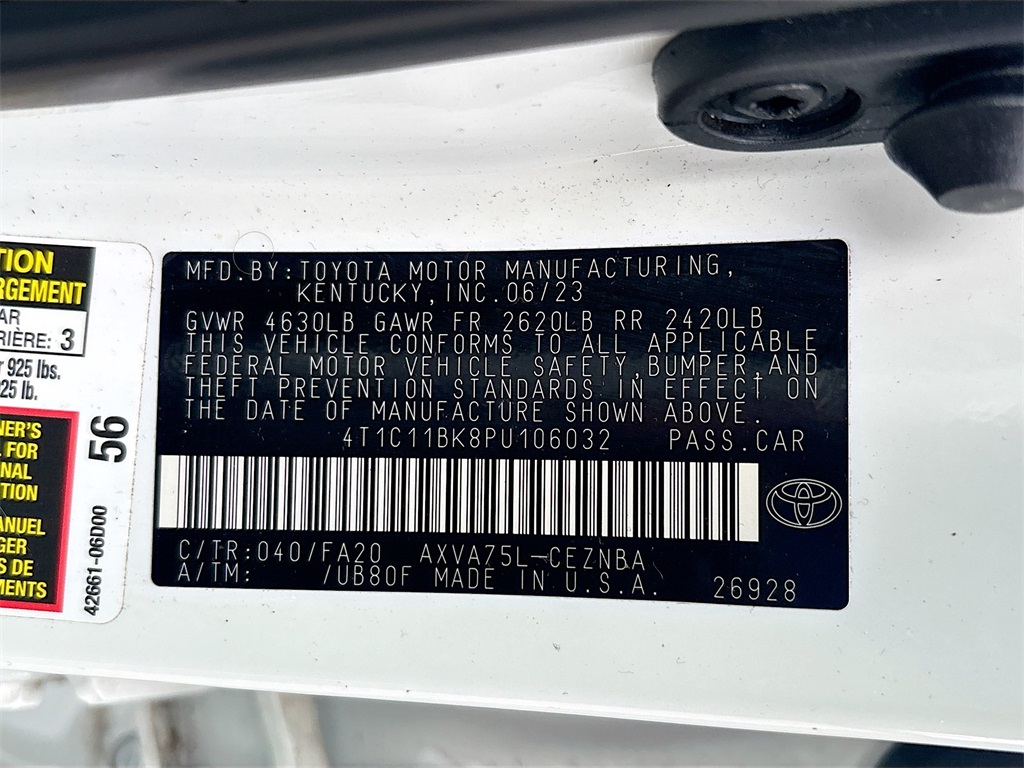 TION
RGEMENT
AR
RIÈRE: 3
925 lbs.
25 lb.
NER'S
FOR
NAL
TION
ANUEL
GER
S DE
MENTS
56
42661-06D00
MFD.BY:TOYOTA MOTOR MANUFACTURING,
KENTUCKY,INC.06/23
GVWR 4630LB GAWR FR 2620LB RR 2420LB
THIS VEHICLE CONFORMS TO ALL APPLICABLE
FEDERAL MOTOR VEHICLE SAFETY,BUMPER,AND
THEFT PREVENTION STANDARDS IN EFFECT ON
THE DATE OF MANUFACTURE SHOWN ABOVE.
4T1C11BK8PU106032 PASS.CAR
C/TR:040/FA20 AXVA75L-CEZNBA
A/TM: /UB80F MADE IN U.S.A. 26928